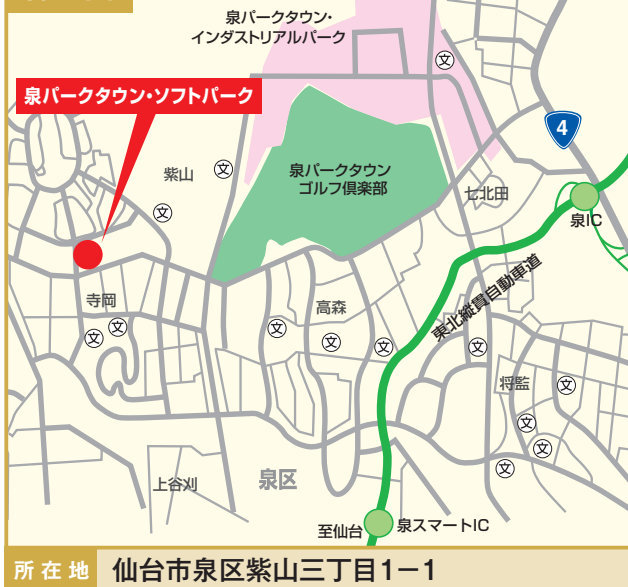 泉パークタウン・
インダストリアルパーク
文
泉パークタウン・ソフトパーク
4
紫山
文
泉パークタウン
ゴルフ倶楽部
七北田
文
泉IC
東北縦貫自動車道
寺岡
高森
文
文
文
文
文
文
将監
文
文
文
文
上谷刈
泉区
至仙台
泉スマートIC
所在地 仙台市泉区紫山三丁目1−1